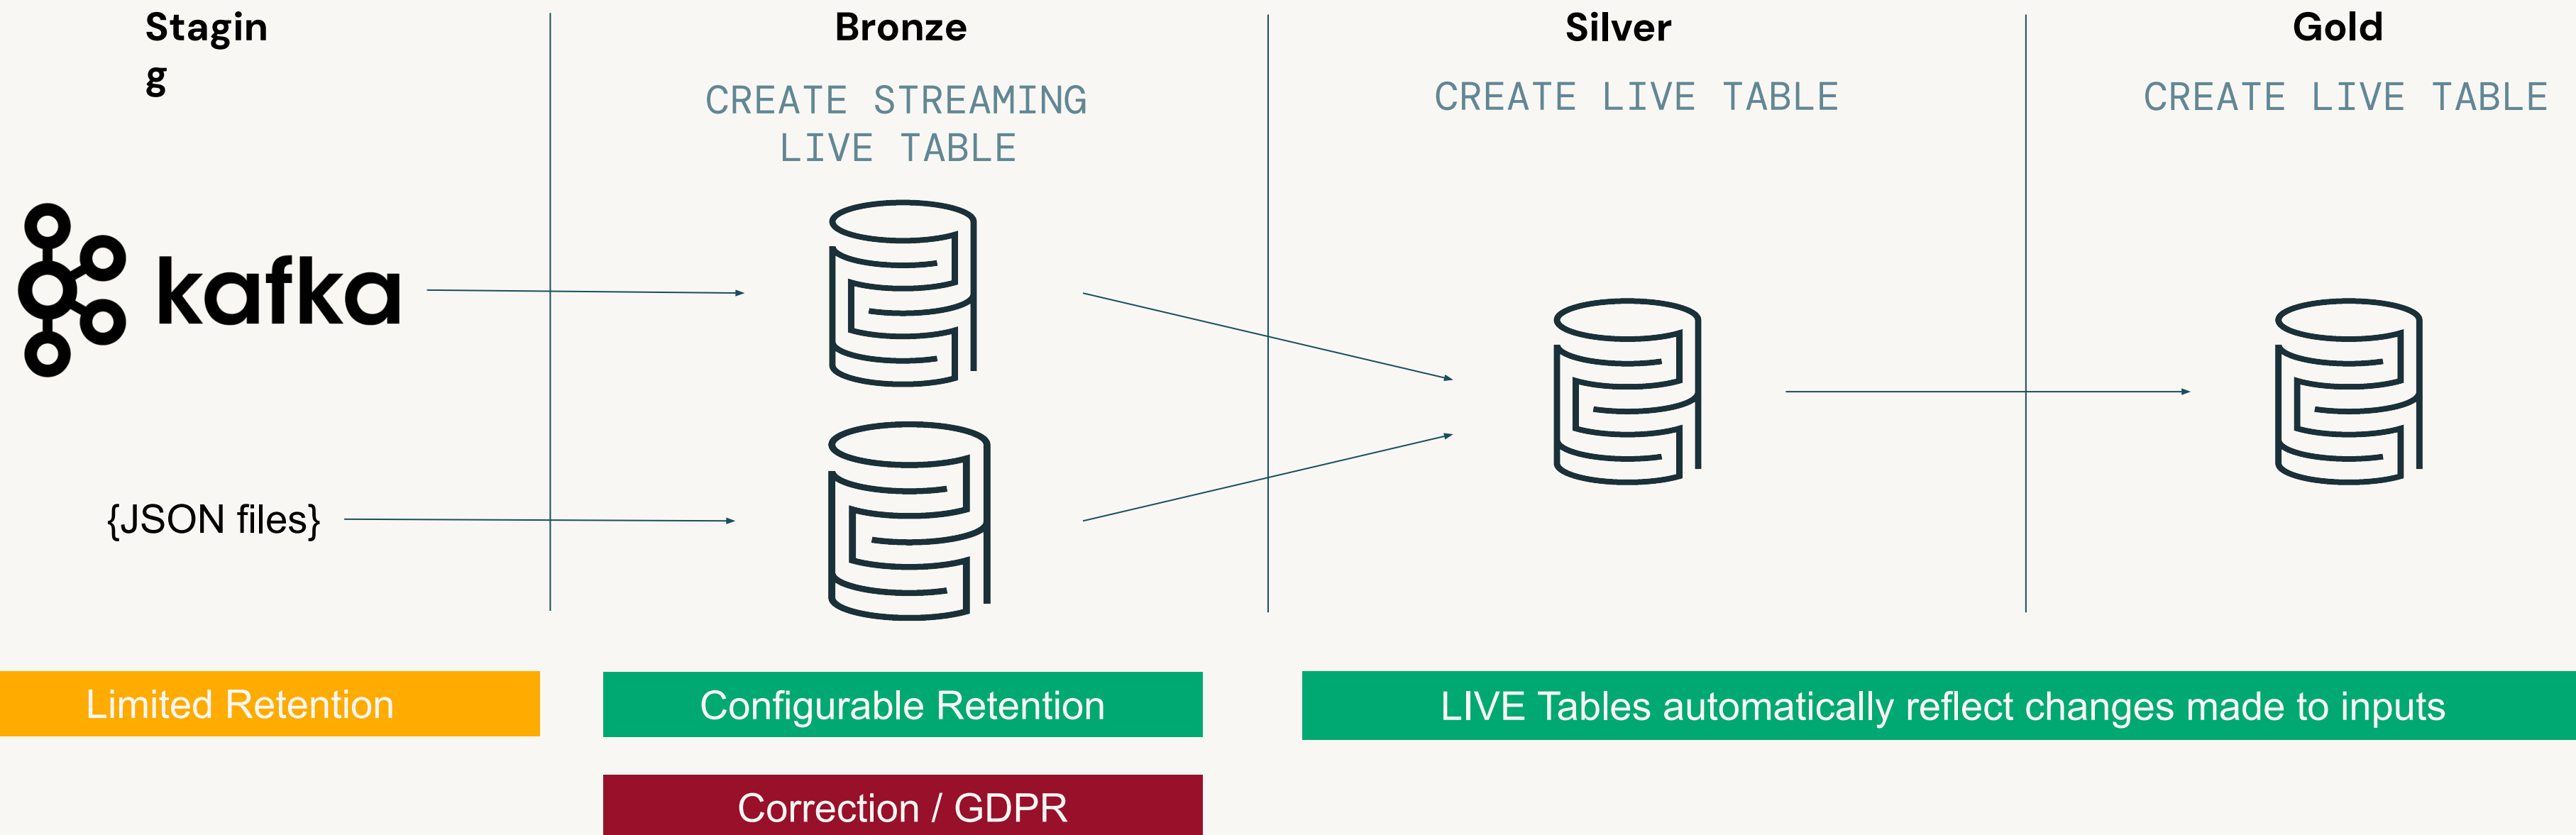 Stagin
g
Bronze
Silver
Gold
CREATE STREAMING
LIVE TABLE
CREATE LIVE TABLE
CREATE LIVE TABLE
kafka
{JSON files}
Limited Retention
Configurable Retention
LIVE Tables automatically reflect changes made to inputs
Correction / GDPR